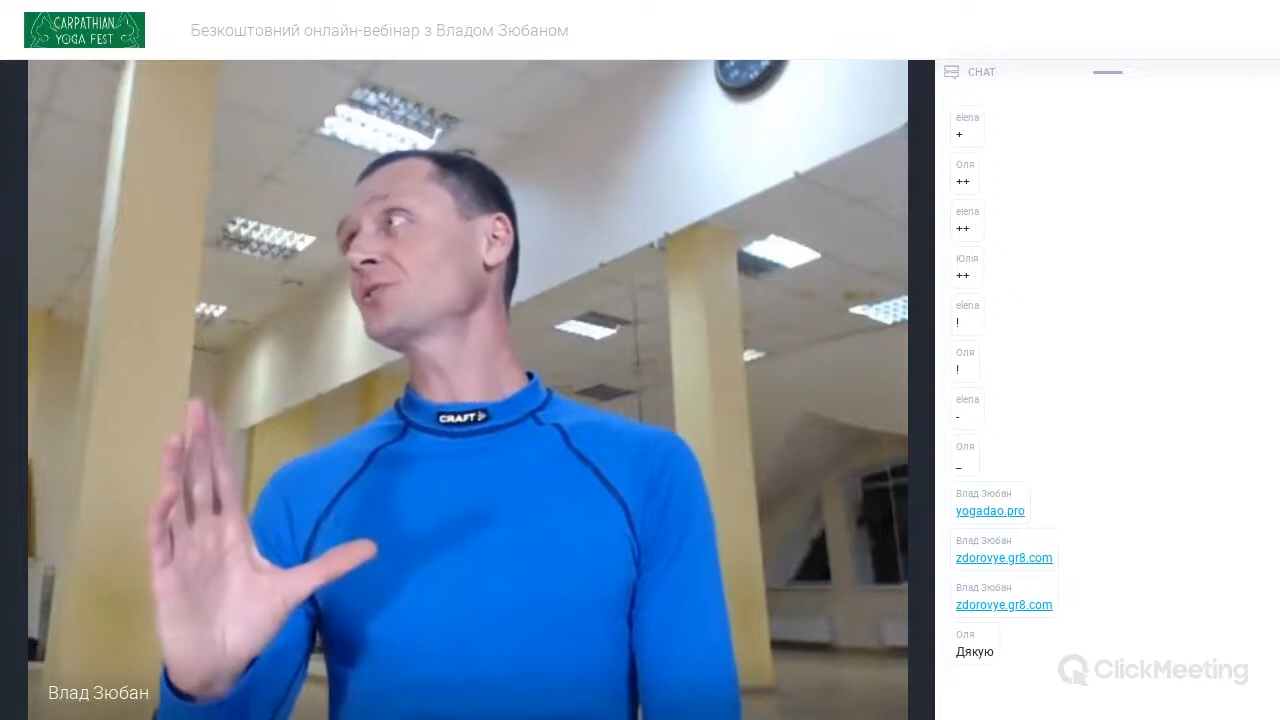 CARPATHIAN
YOGA FEST
Безкоштовний онлайн-вебінар з Владом Зюбаном
CHAT
elena
+
Оля
++
elena
++
Юлія
++
elena
!
Оля
!
elena
-
Оля
_
Влад Зюбан
yogadao.pro
Влад Зюбан
zdorovye.gr8.com
Влад Зюбан
zdorovye.gr8.com
Оля
Дякую
CRAFT
Влад Зюбан
ClickMeeting